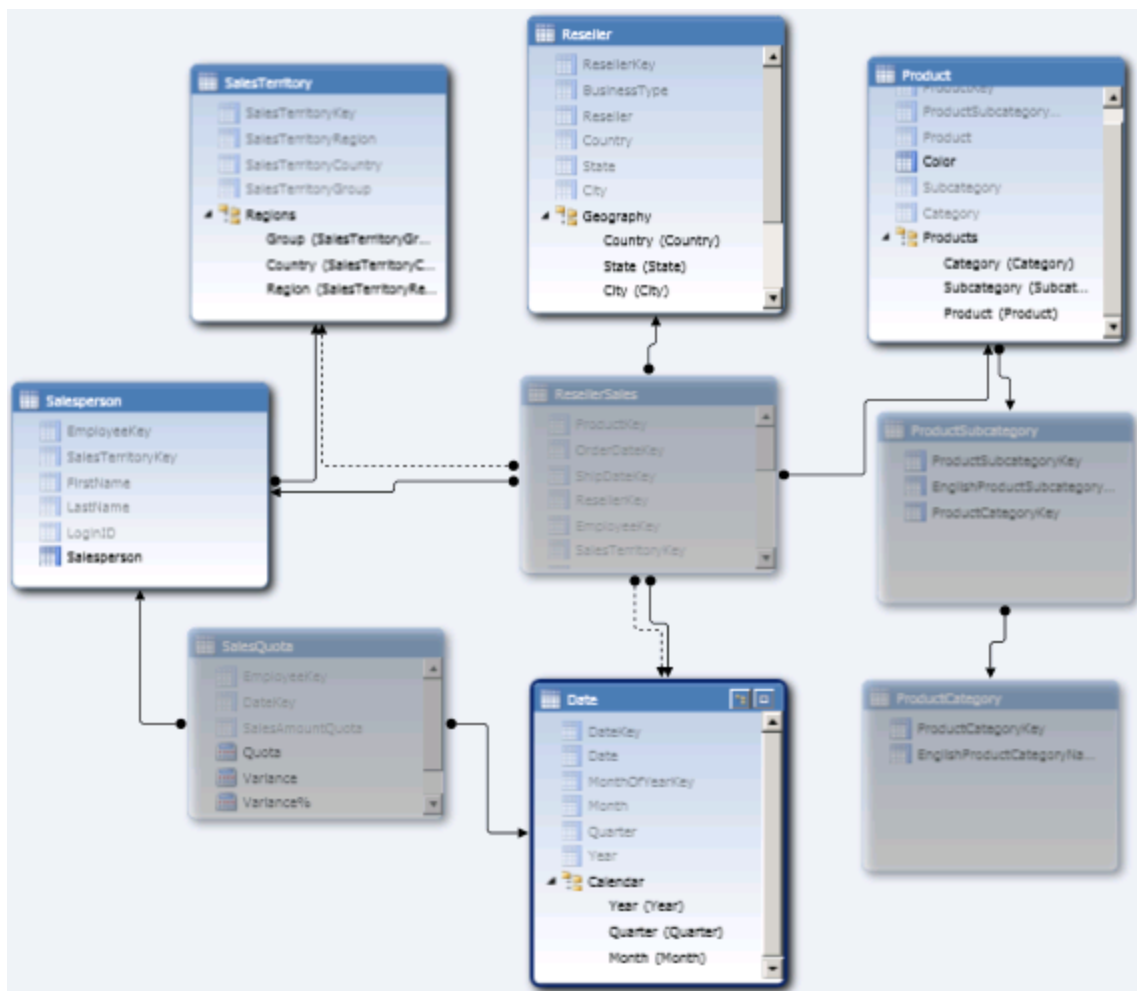 SalesTerritory
SalesTerritoryKey
SalesTerritoryRegion
SalesTerritoryCountry
SalesTerritoryGroup
Regions
Group (SalesTerritoryGr...
Country (SalesTerritoryC...
Region (SalesTerritoryRe...
Reseller
ResellerKey
BusinessType
Reseller
Country
State
City
Geography
Country (Country)
State (State)
City (City)
Product
ProductKey
ProductSubcategory...
Product
Color
Subcategory
Category
Products
Category (Category)
Subcategory (Subcat...
Product (Product)
Salesperson
EmployeeKey
SalesTerritoryKey
FirstName
LastName
LoginID
Salesperson
ResellerSales
ProductKey
OrderDateKey
ShipDateKey
ResellerKey
EmployeeKey
SalesTerritoryKey
ProductSubcategory
ProductSubcategoryKey
EnglishProductSubcategory...
ProductCategoryKey
SalesQuota
EmployeeKey
DateKey
SalesAmountQuota
Quota
Variance
Variance%
Date
DateKey
Date
MonthOfYearKey
Month
Quarter
Year
Calendar
Year (Year)
Quarter (Quarter)
Month (Month)
ProductCategory
ProductCategoryKey
EnglishProductCategoryNa...